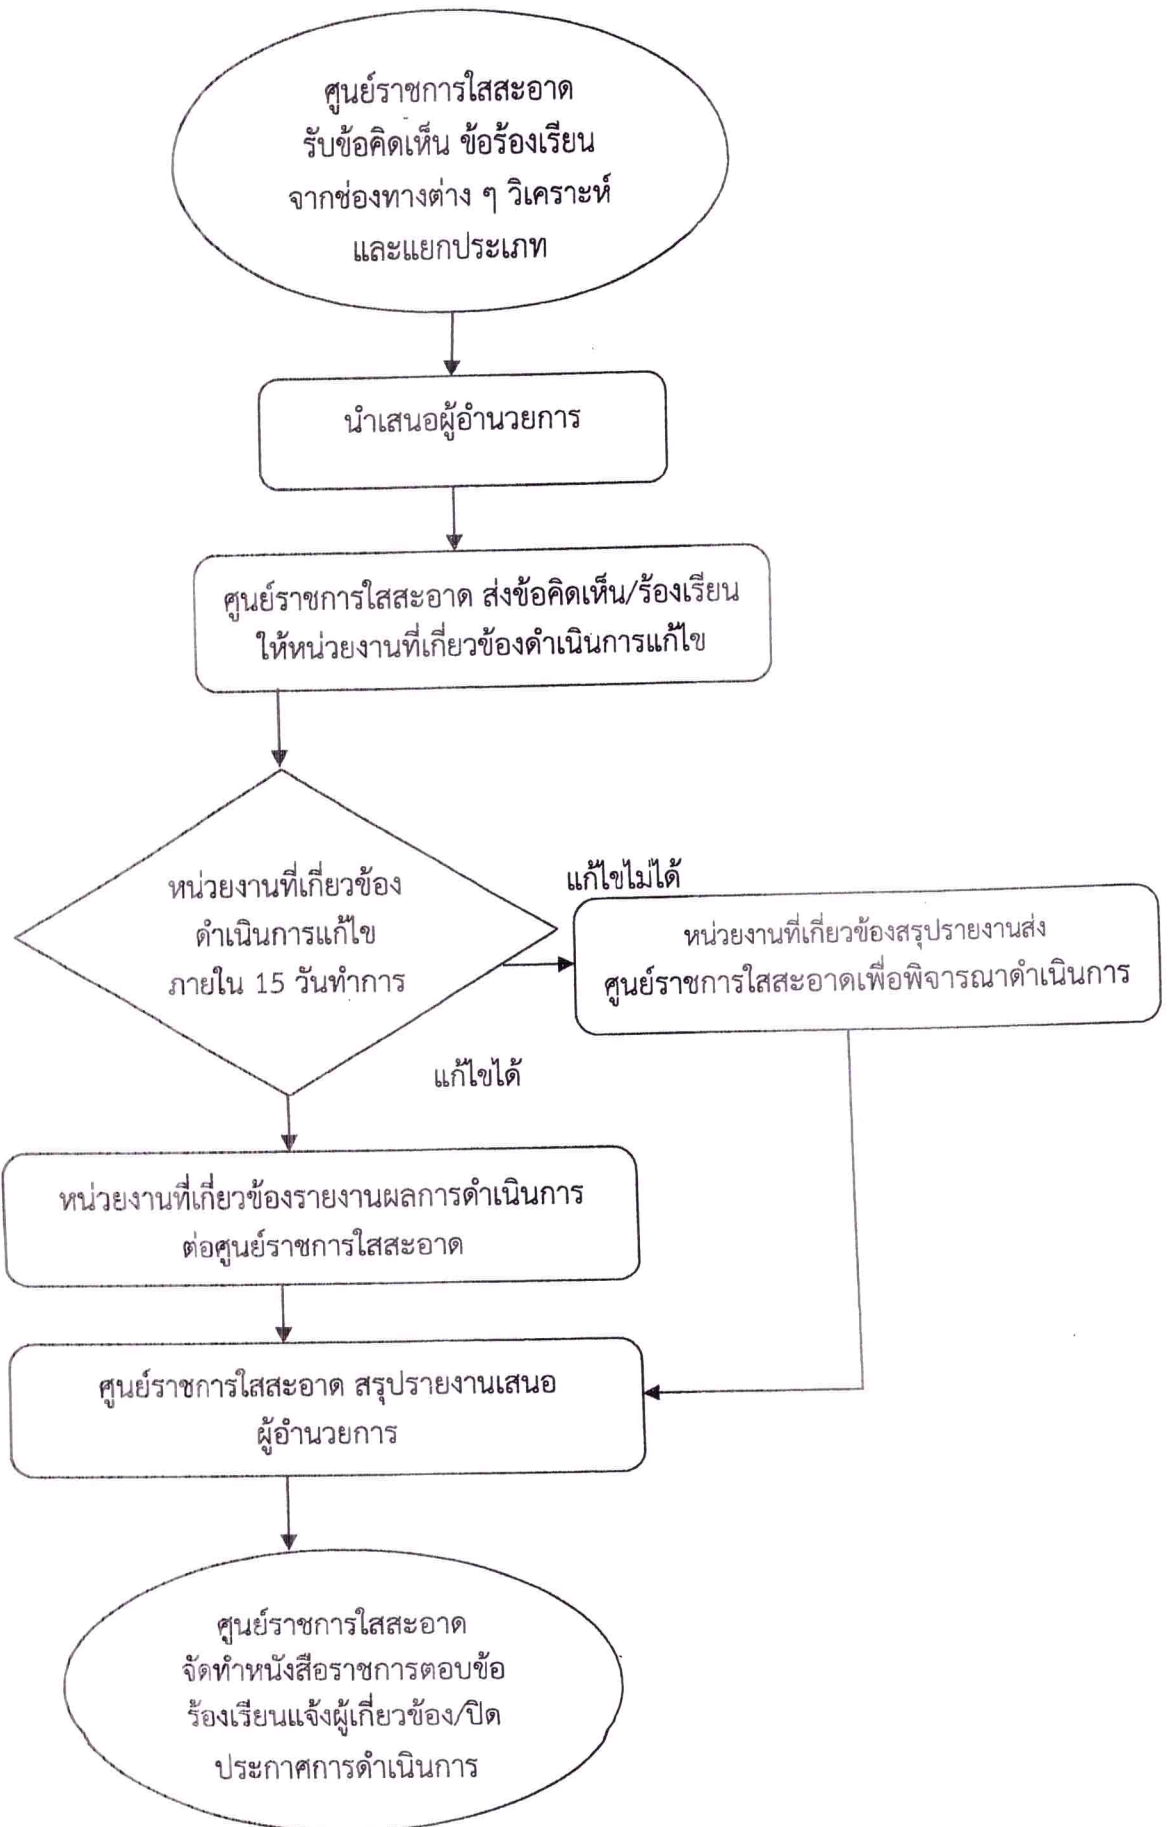 ศูนย์ราชการใสสะอาด
รับข้อคิดเห็น ข้อร้องเรียน
จากช่องทางต่าง ๆ วิเคราะห์
และแยกประเภท
นำเสนอผู้อำนวยการ
ศูนย์ราชการใสสะอาด ส่งข้อคิดเห็น/ร้องเรียน
ให้หน่วยงานที่เกี่ยวข้องดำเนินการแก้ไข
หน่วยงานที่เกี่ยวข้อง
ดำเนินการแก้ไข
ภายใน 15 วันทำการ
แก้ไขไม่ได้
หน่วยงานที่เกี่ยวข้องสรุปรายงานส่ง
ศูนย์ราชการใสสะอาดเพื่อพิจารณาดำเนินการ
แก้ไขได้
หน่วยงานที่เกี่ยวข้องรายงานผลการดำเนินการ
ต่อศูนย์ราชการใสสะอาด
ศูนย์ราชการใสสะอาด สรุปรายงานเสนอ
ผู้อำนวยการ
ศูนย์ราชการใสสะอาด
จัดทำหนังสือราชการตอบข้อ
ร้องเรียนแจ้งผู้เกี่ยวข้อง/ปิด
ประกาศการดำเนินการ